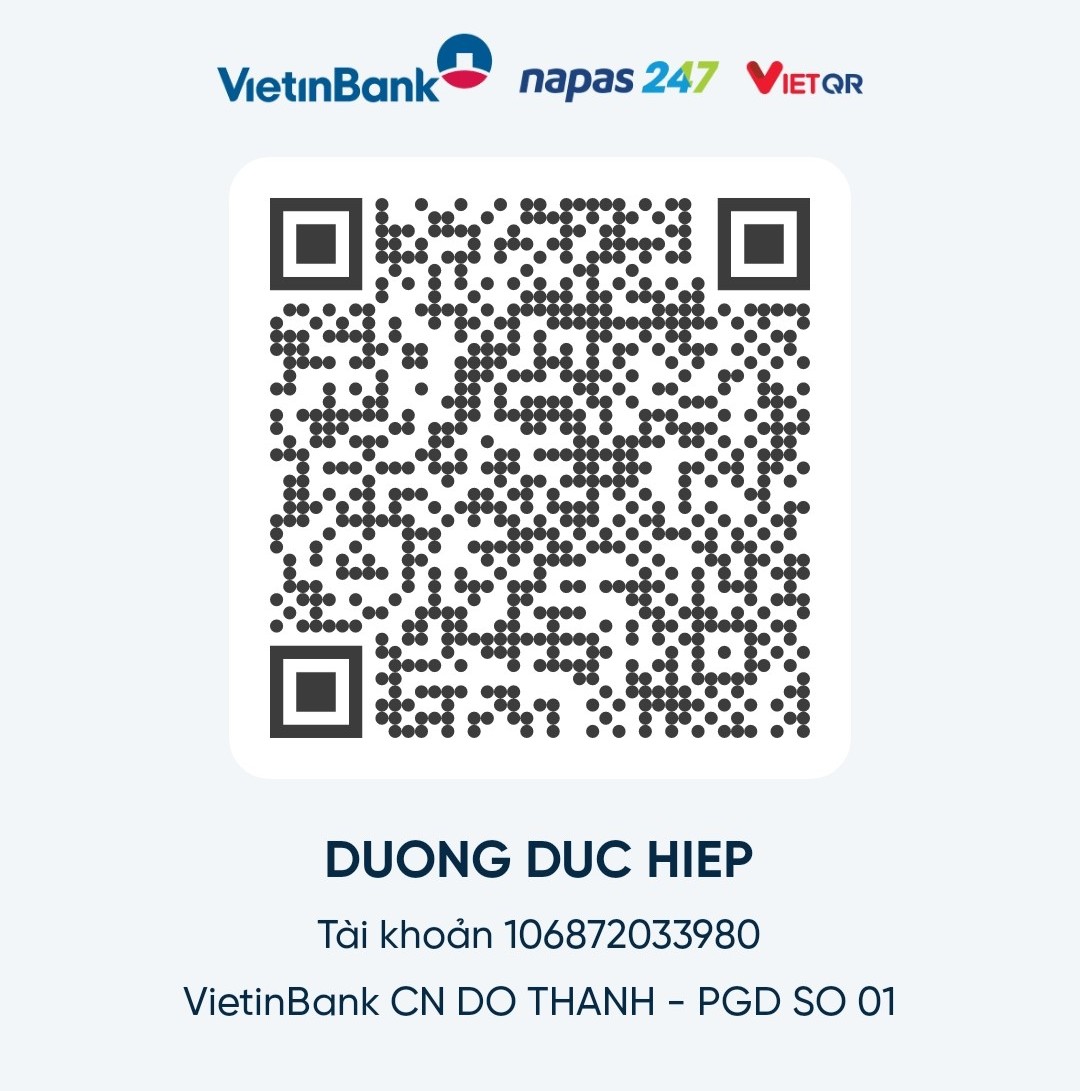 VietinBank napas 247 VIETQR
DUONG DUC HIEP
Tài khoản 106872033980
VietinBank CN DO THANH - PGD SO 01